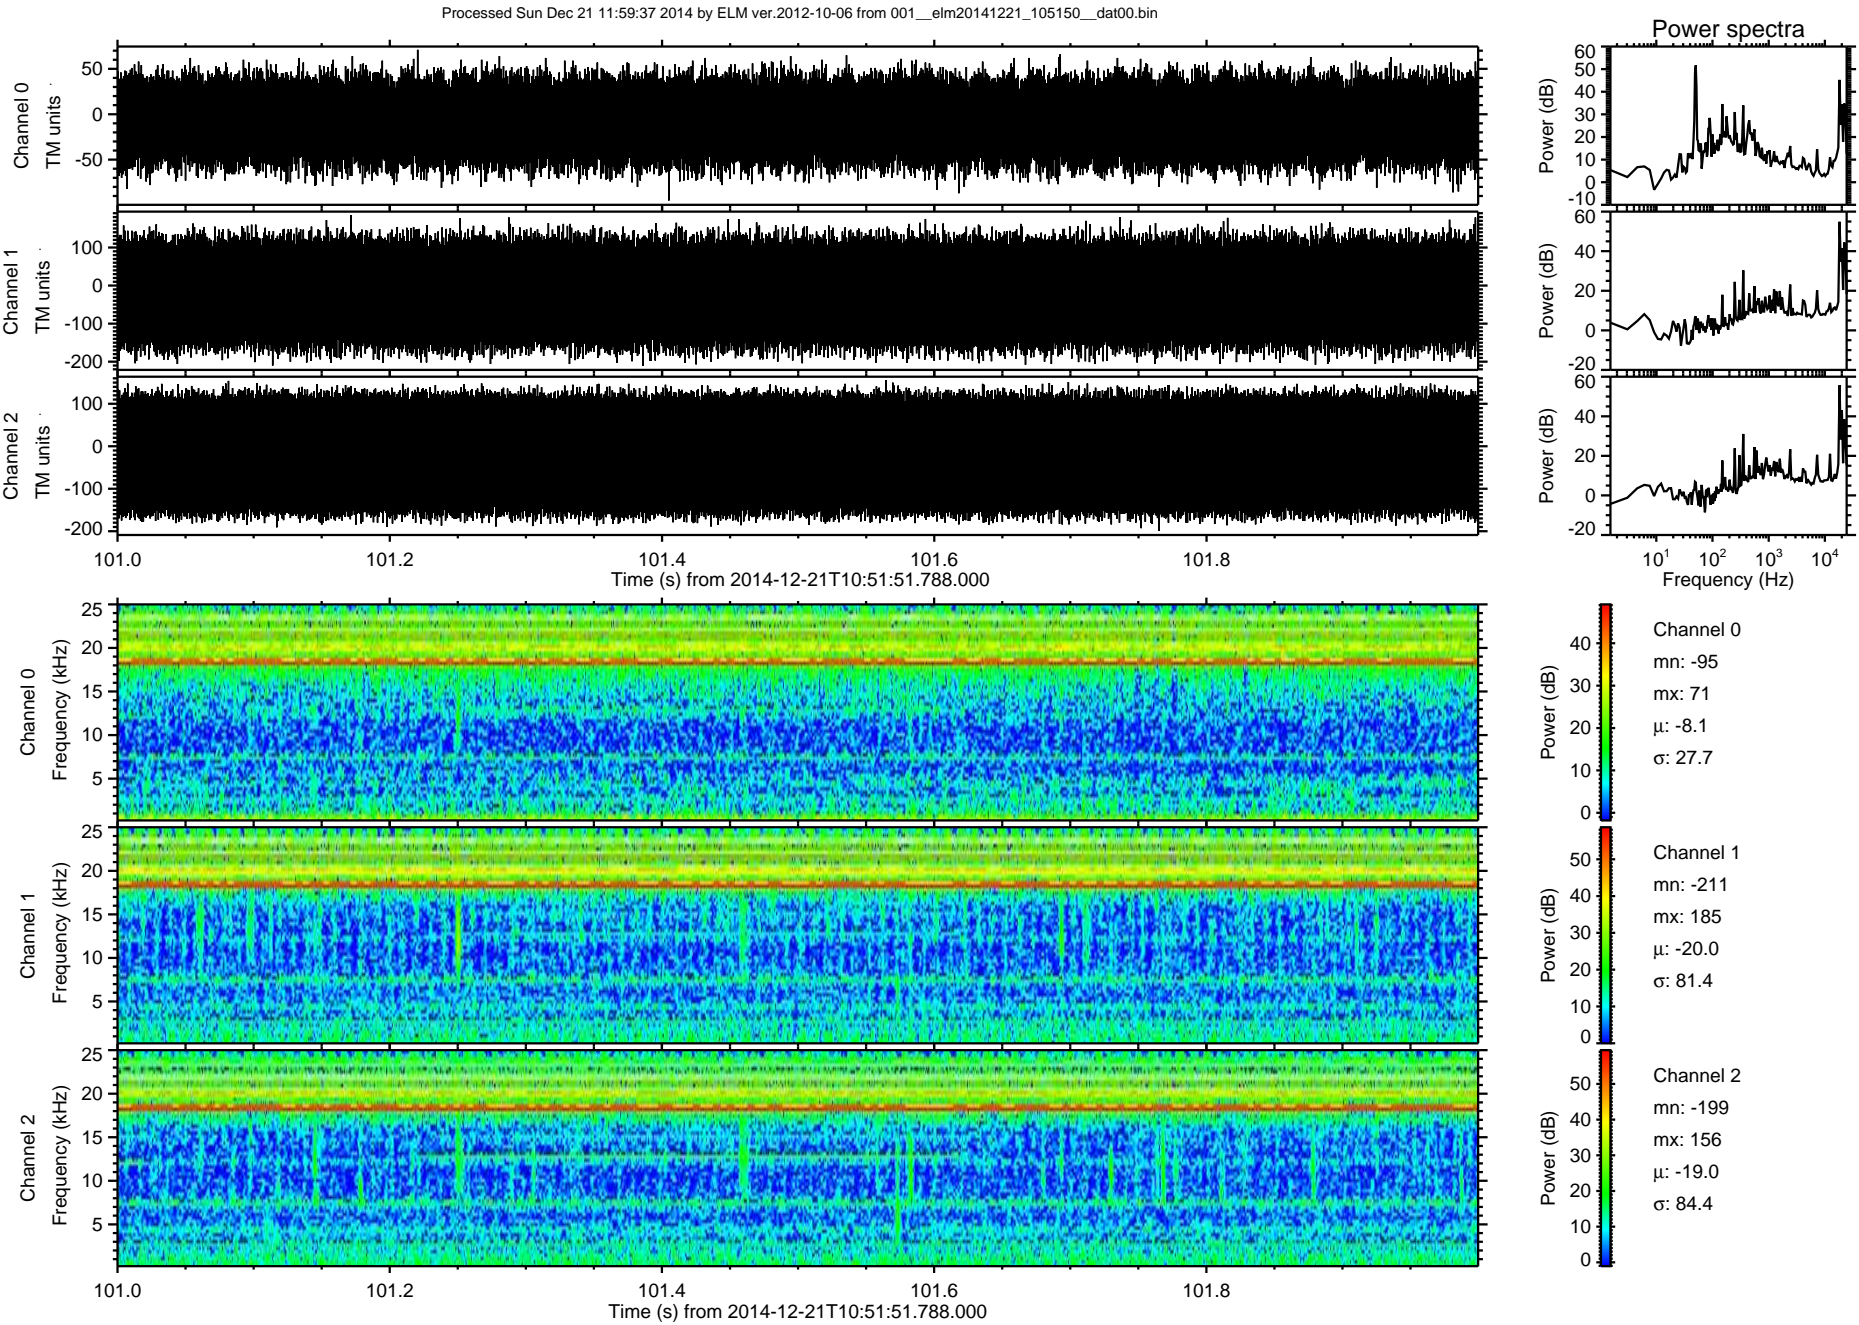 Processed Sun Dec 21 11:59:37 2014 by ELM ver.2012-10-06 from 001__elm20141221_105150__dat00.bin
Power spectra
Channel 0
TM units
50
0
-50
Power (dB)
60
50
40
30
20
10
0
-10
Channel 1
TM units
100
0
-100
-200
Power (dB)
60
40
20
0
-20
Channel 2
TM units
100
0
-100
-200
Power (dB)
60
40
20
0
-20
101.0 101.2 101.4 101.6 101.8
Time (s) from 2014-12-21T10:51:51.788.000
10^1 10^2 10^3 10^4
Frequency (Hz)
Channel 0
Frequency (kHz)
25
20
15
10
5
Power (dB)
40
30
20
10
0
Channel 0
mn: -95
mx: 71
μ: -8.1
σ: 27.7
Channel 1
Frequency (kHz)
25
20
15
10
5
Power (dB)
50
40
30
20
10
0
Channel 1
mn: -211
mx: 185
μ: -20.0
σ: 81.4
Channel 2
Frequency (kHz)
25
20
15
10
5
Power (dB)
50
40
30
20
10
0
Channel 2
mn: -199
mx: 156
μ: -19.0
σ: 84.4
101.0 101.2 101.4 101.6 101.8
Time (s) from 2014-12-21T10:51:51.788.000